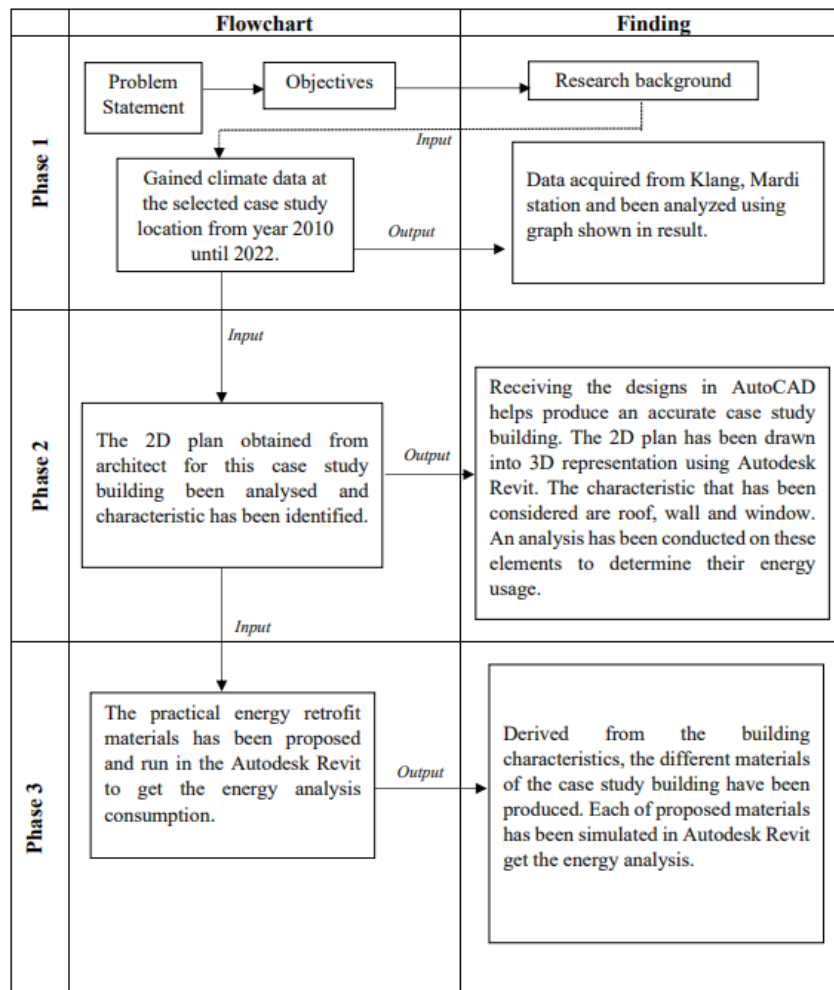 Flowchart
Finding
Phase 1
Problem
Statement
Objectives
Research background
Input
Gained climate data at
the selected case study
location from year 2010
until 2022.
Output
Data acquired from Klang, Mardi
station and been analyzed using
graph shown in result.
Input
Phase 2
The 2D plan obtained from
architect for this case study
building been analysed and
characteristic has been identified.
Output
Receiving the designs in AutoCAD
helps produce an accurate case study
building. The 2D plan has been drawn
into 3D representation using Autodesk
Revit. The characteristic that has been
considered are roof, wall and window.
An analysis has been conducted on these
elements to determine their energy
usage.
Input
Phase 3
The practical energy retrofit
materials has been proposed
and run in the Autodesk Revit
to get the energy analysis
consumption.
Output
Derived from the building
characteristics, the different materials
of the case study building have been
produced. Each of proposed materials
has been simulated in Autodesk Revit
get the energy analysis.